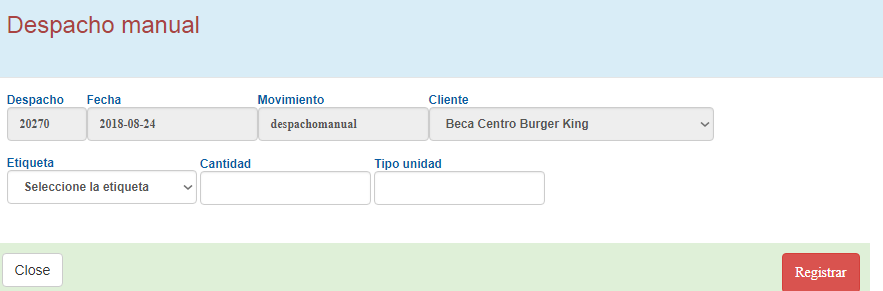 Despacho manual
Despacho Fecha Movimiento Cliente
20270 2018-08-24 despachomanual Beca Centro Burger King
Etiqueta Cantidad Tipo unidad
Seleccione la etiqueta
Close Registrar